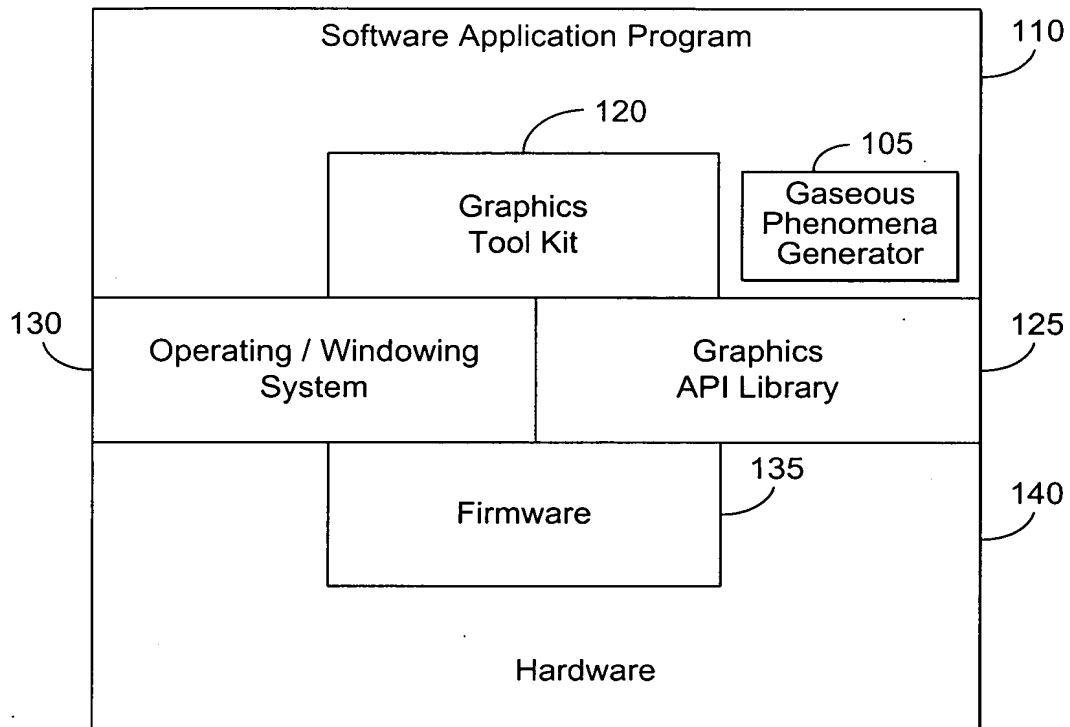 Software Application Program
110
120
105
Graphics
Tool Kit
Gaseous
Phenomena
Generator
130
Operating / Windowing
System
Graphics
API Library
125
Firmware
135
140
Hardware